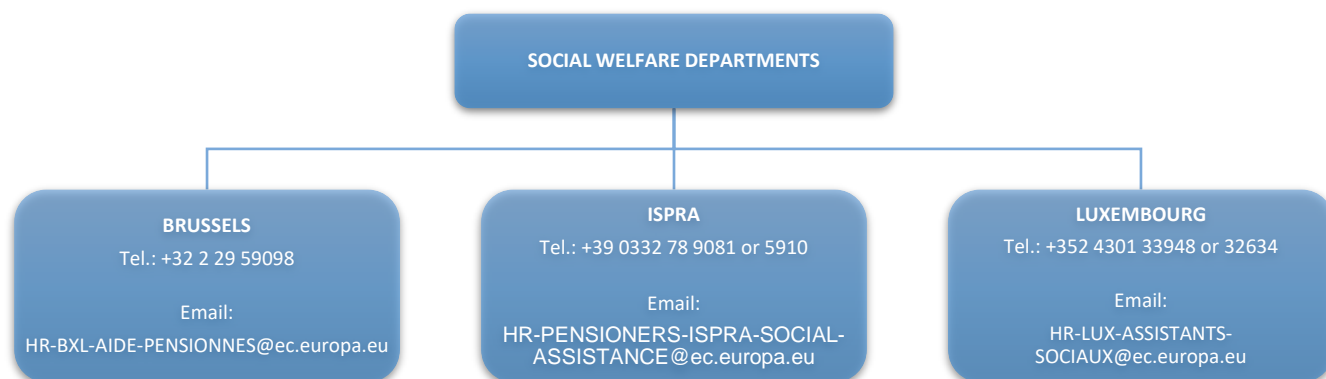 SOCIAL WELFARE DEPARTMENTS
BRUSSELS
Tel.: +32 2 29 59098
Email:
HR-BXL-AIDE-PENSIONNES@ec.europa.eu
ISPRA
Tel.: +39 0332 78 9081 or 5910
Email:
HR-PENSIONERS-ISPRA-SOCIAL-
ASSISTANCE@ec.europa.eu
LUXEMBOURG
Tel.: +352 4301 33948 or 32634
Email:
HR-LUX-ASSISTANTS-
SOCIAUX@ec.europa.eu